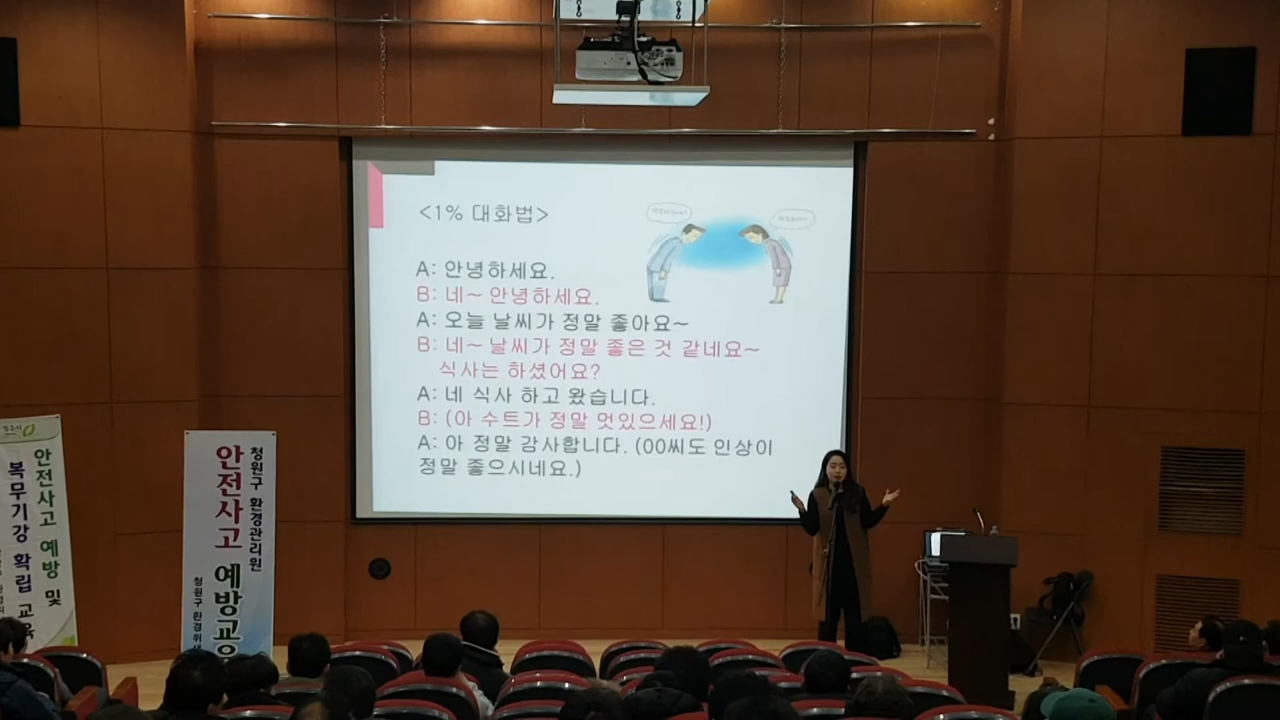 <1% 대화법>
A: 안녕하세요.
B: 네~ 안녕하세요.
A: 오늘 날씨가 정말 좋아요~
B: 네~ 날씨가 정말 좋은 것 같네요~
식사는 하셨어요?
A: 네 식사 하고 왔습니다.
B: (아 수트가 정말 멋있으세요!)
A: 아 정말 감사합니다. (00씨도 인상이
정말 좋으시네요.)
안전사고 예방 및
복무기강 확립 교육
청원구 환경관리원
안전사고 예방교
청원구 환경위